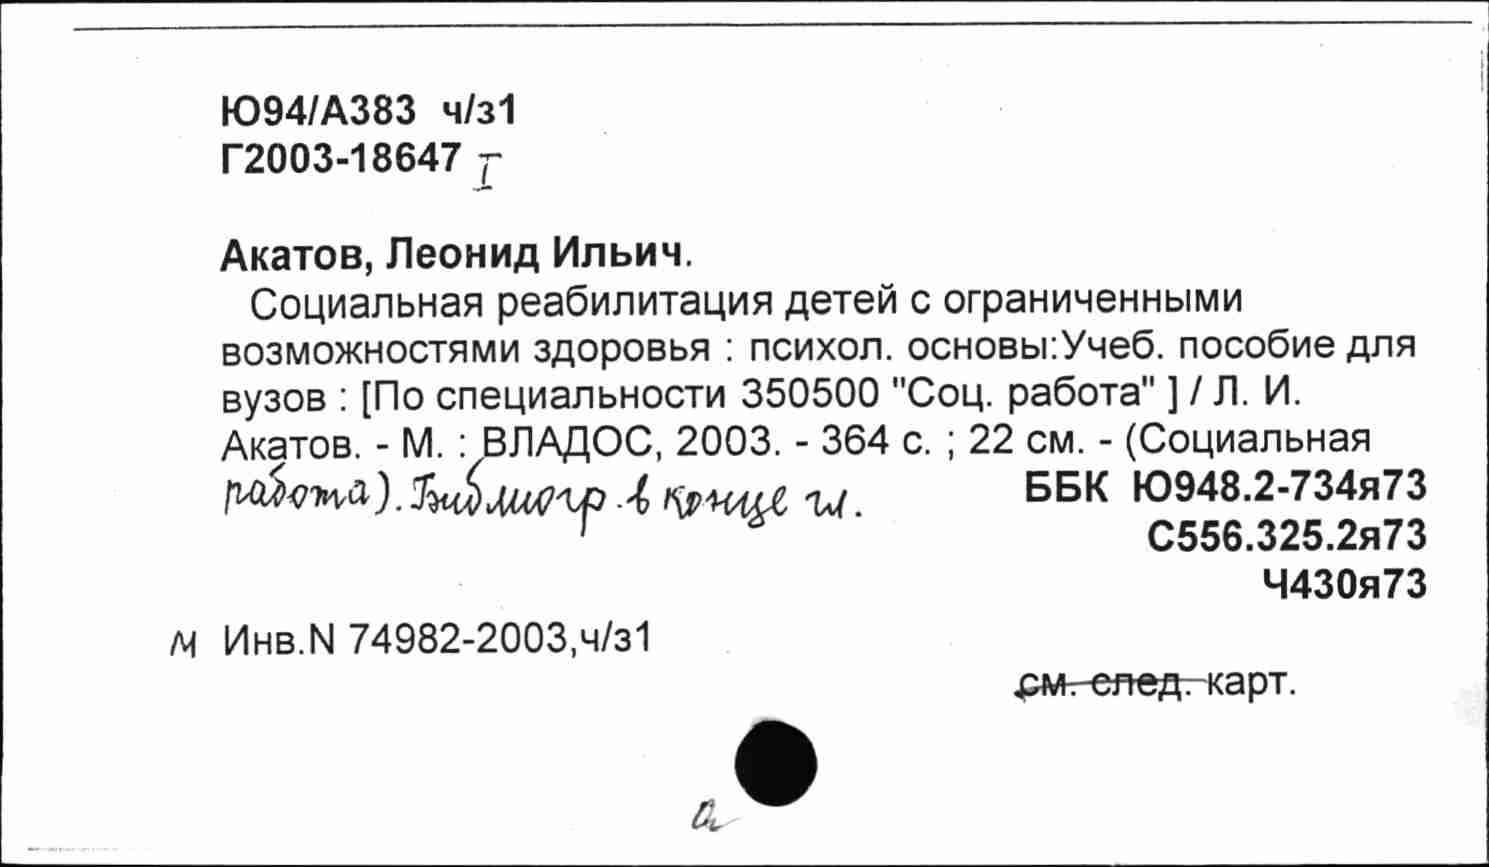 Ю94/А383 ч/з1
Г2003-18647 I
Акатов, Леонид Ильич.
Социальная реабилитация детей с ограниченными
возможностями здоровья : психол. основы:Учеб. пособие для
вузов : [По специальности 350500 "Соц. работа" ] / Л. И.
Акатов. - М. : ВЛАДОС, 2003. - 364 с. ; 22 см. - (Социальная
работа). Библиогр. в конце гл.
ББК Ю948.2-734я73
С556.325.2я73
Ч430я73
м Инв.N 74982-2003,ч/з1
см. след. карт.